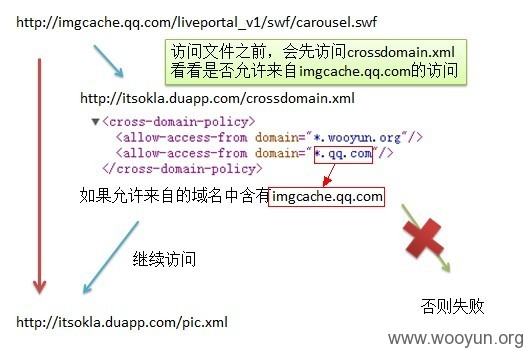 http://imgcache.qq.com/liveportal_v1/swf/carousel.swf
访问文件之前，会先访问crossdomain.xml
看看是否允许来自imgcache.qq.com的访问
http://itsokla.duapp.com/crossdomain.xml
▼<cross-domain-policy>
<allow-access-from domain="*.wooyun.org"/>
<allow-access-from domain="*.qq.com"/>
</cross-domain-policy>
如果允许来自的域名中含有imgcache.qq.com
继续访问
否则失败
http://itsokla.duapp.com/pic.xml
www.wooyun.org